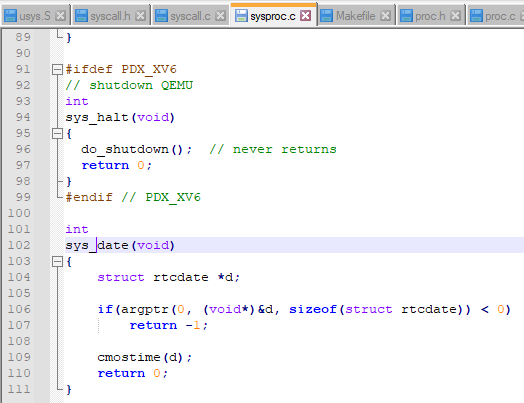 usys.S syscall.h syscall.c sysproc.c Makefile proc.h proc.c
89 }
90
91 #ifdef PDX_XV6
92 // shutdown QEMU
93 int
94 sys_halt(void)
95 {
96 do_shutdown(); // never returns
97 return 0;
98 }
99 #endif // PDX_XV6
100
101 int
102 sys_date(void)
103 {
104 struct rtcdate *d;
105
106 if(argptr(0, (void*)&d, sizeof(struct rtcdate)) < 0)
107 return -1;
108
109 cmostime(d);
110 return 0;
111 }